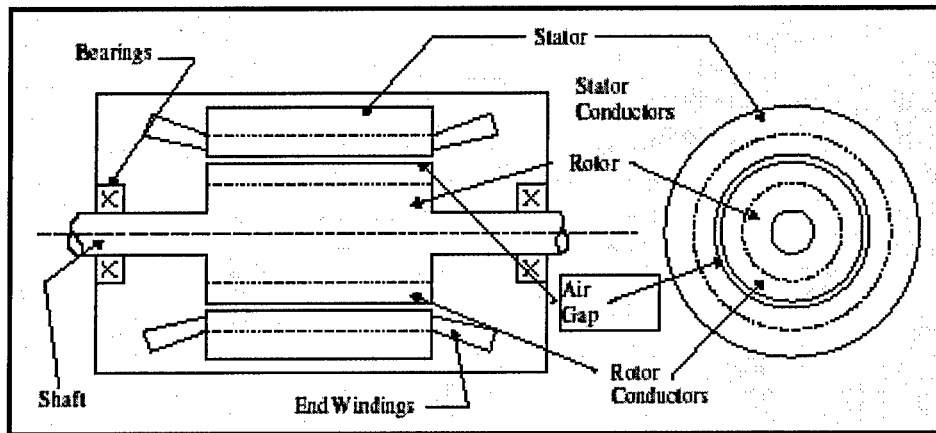 Bearings
Stator
Stator
Conductors
Rotor
Air
Gap
Rotor
Conductors
Shaft
End Windings